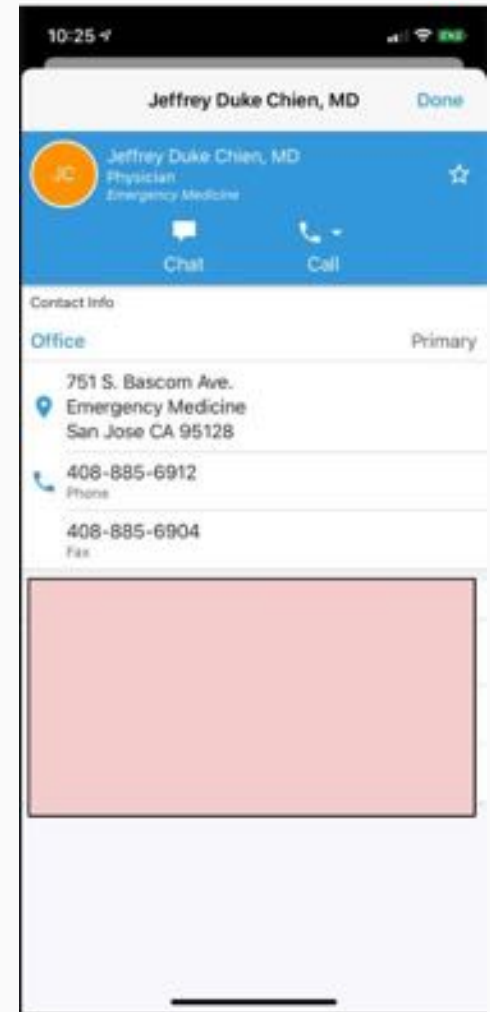 10:25
Jeffrey Duke Chien, MD
Done
JC
Jeffrey Duke Chien, MD
Physician
Emergency Medicine
Chat
Call
Contact Info
Office
Primary
751 S. Bascom Ave.
Emergency Medicine
San Jose CA 95128
408-885-6912
Phone
408-885-6904
Fax